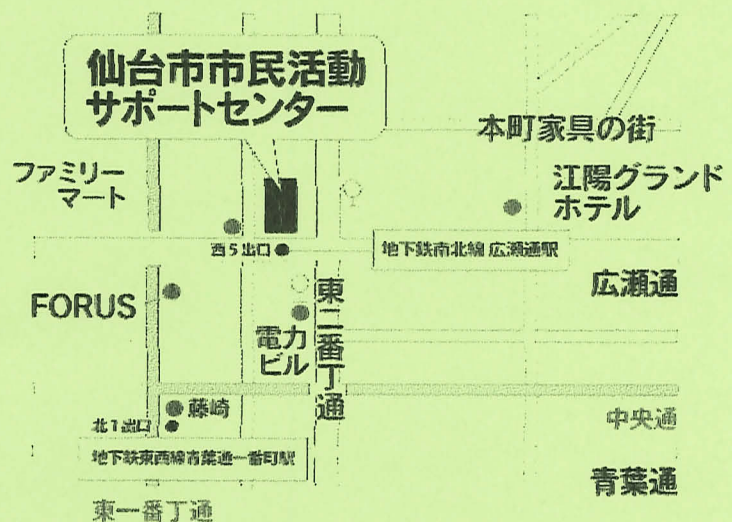 仙台市市民活動
サポートセンター
本町家具の街
ファミリー
マート
江陽グランド
ホテル
西5出口
地下鉄南北線 広瀬通駅
広瀬通
FORUS
東二番丁通
電力
ビル
藤崎
北1出口
中央通
地下鉄東西線青葉通一番町駅
青葉通
東一番丁通